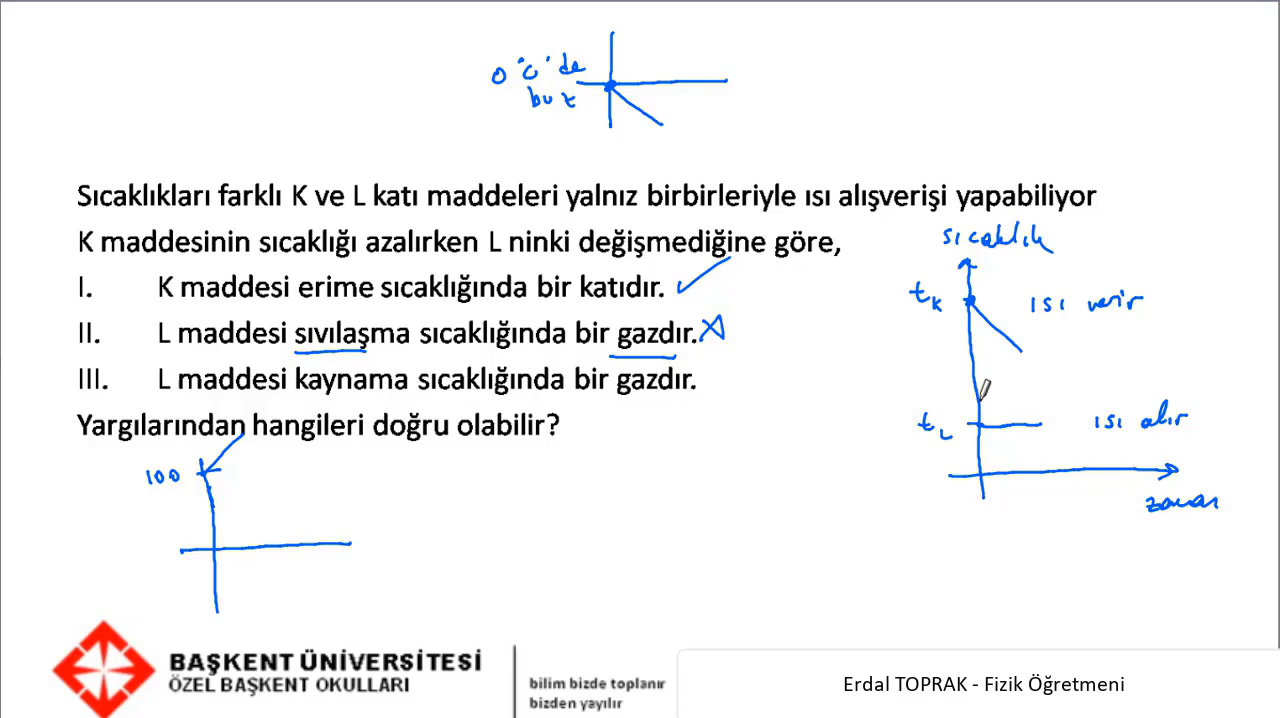 0 °C'de
buz
Sıcaklıkları farklı K ve L katı maddeleri yalnız birbirleriyle ısı alışverişi yapabiliyor
K maddesinin sıcaklığı azalırken L ninki değişmediğine göre,
sıcaklık
I. K maddesi erime sıcaklığında bir katıdır.
tK ısı verir
II. L maddesi sıvılaşma sıcaklığında bir gazdır.
III. L maddesi kaynama sıcaklığında bir gazdır.
Yargılarından hangileri doğru olabilir?
tL ısı alır
100
zaman
BAŞKENT ÜNİVERSİTESİ
ÖZEL BAŞKENT OKULLARI
bilim bizde toplanır
bizden yayılır
Erdal TOPRAK - Fizik Öğretmeni